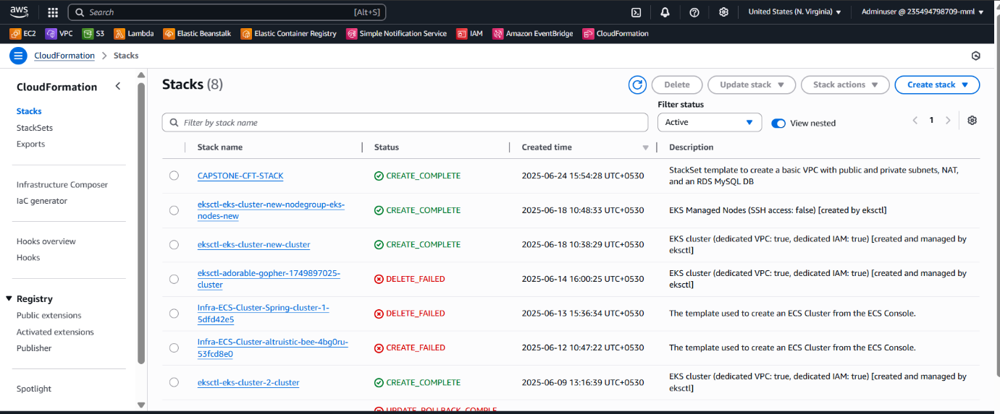 aws
Search
[Alt+S]
United States (N. Virginia)
Adminuser @ 235494798709-mml
EC2
VPC
S3
Lambda
Elastic Beanstalk
Elastic Container Registry
Simple Notification Service
IAM
Amazon EventBridge
CloudFormation
CloudFormation
Stacks
CloudFormation
Stacks
StackSets
Exports
Infrastructure Composer
IaC generator
Hooks overview
Hooks
Registry
Public extensions
Activated extensions
Publisher
Spotlight
Stacks (8)
Delete
Update stack
Stack actions
Create stack
Filter status
Filter by stack name
Active
View nested
1
Stack name
Status
Created time
Description
CAPSTONE-CFT-STACK
CREATE_COMPLETE
2025-06-24 15:54:28 UTC+0530
StackSet template to create a basic VPC with public and private subnets, NAT,
and an RDS MySQL DB
eksctl-eks-cluster-new-nodegroup-eks-
nodes-new
CREATE_COMPLETE
2025-06-18 10:48:33 UTC+0530
EKS Managed Nodes (SSH access: false) [created by eksctl]
eksctl-eks-cluster-new-cluster
CREATE_COMPLETE
2025-06-18 10:38:29 UTC+0530
EKS cluster (dedicated VPC: true, dedicated IAM: true) [created and managed by
eksctl]
eksctl-adorable-gopher-1749897025-
cluster
DELETE_FAILED
2025-06-14 16:00:25 UTC+0530
EKS cluster (dedicated VPC: true, dedicated IAM: true) [created and managed by
eksctl]
Infra-ECS-Cluster-Spring-cluster-1-
5dfd42e5
DELETE_FAILED
2025-06-13 15:36:34 UTC+0530
The template used to create an ECS Cluster from the ECS Console.
Infra-ECS-Cluster-altruistic-bee-4bg0ru-
53fcd8e0
CREATE_FAILED
2025-06-12 10:47:22 UTC+0530
The template used to create an ECS Cluster from the ECS Console.
eksctl-eks-cluster-2-cluster
CREATE_COMPLETE
2025-06-09 13:16:39 UTC+0530
EKS cluster (dedicated VPC: true, dedicated IAM: true) [created and managed by
eksctl]
UPDATE_ROLLBACK_COMPLE